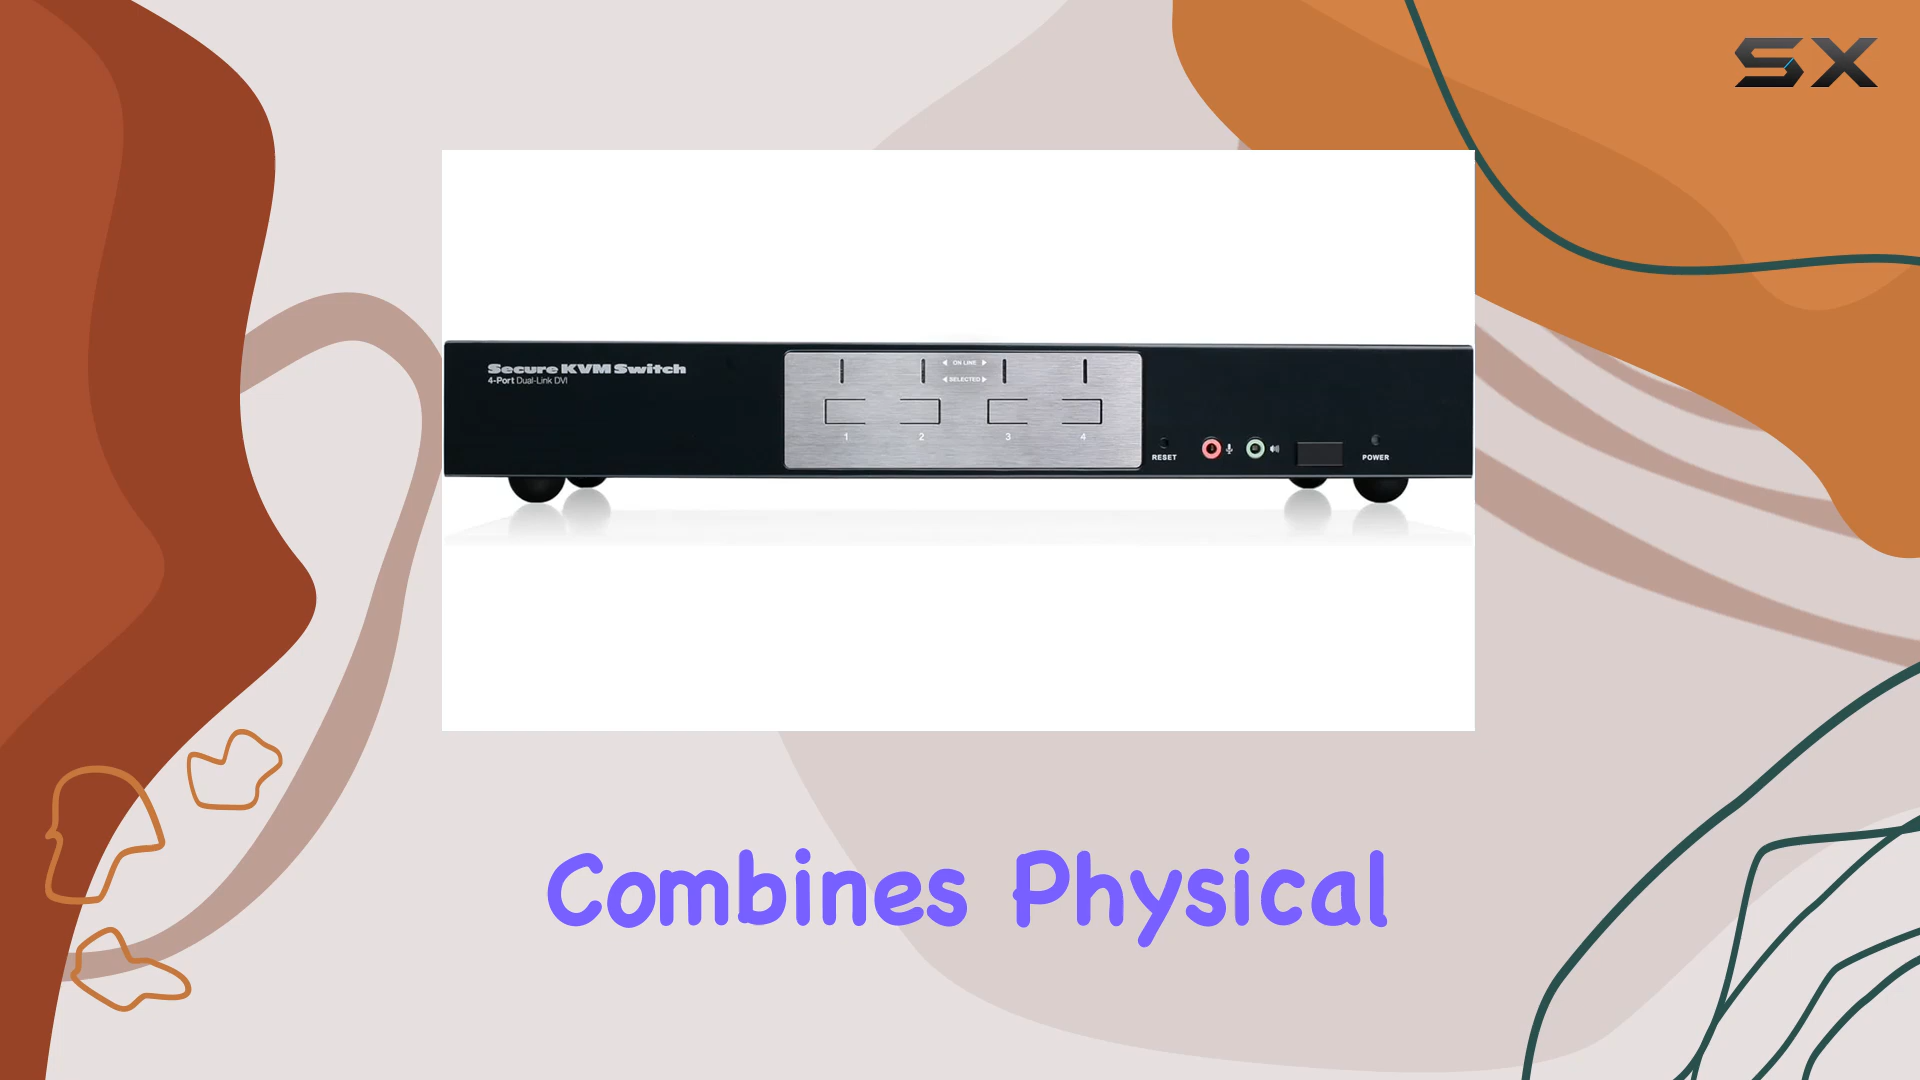 SX
Secure KVM Switch
4-Port Dual-Link DVI
ON LINE
SELECTED
1 2 3 4
RESET
POWER
Combines Physical